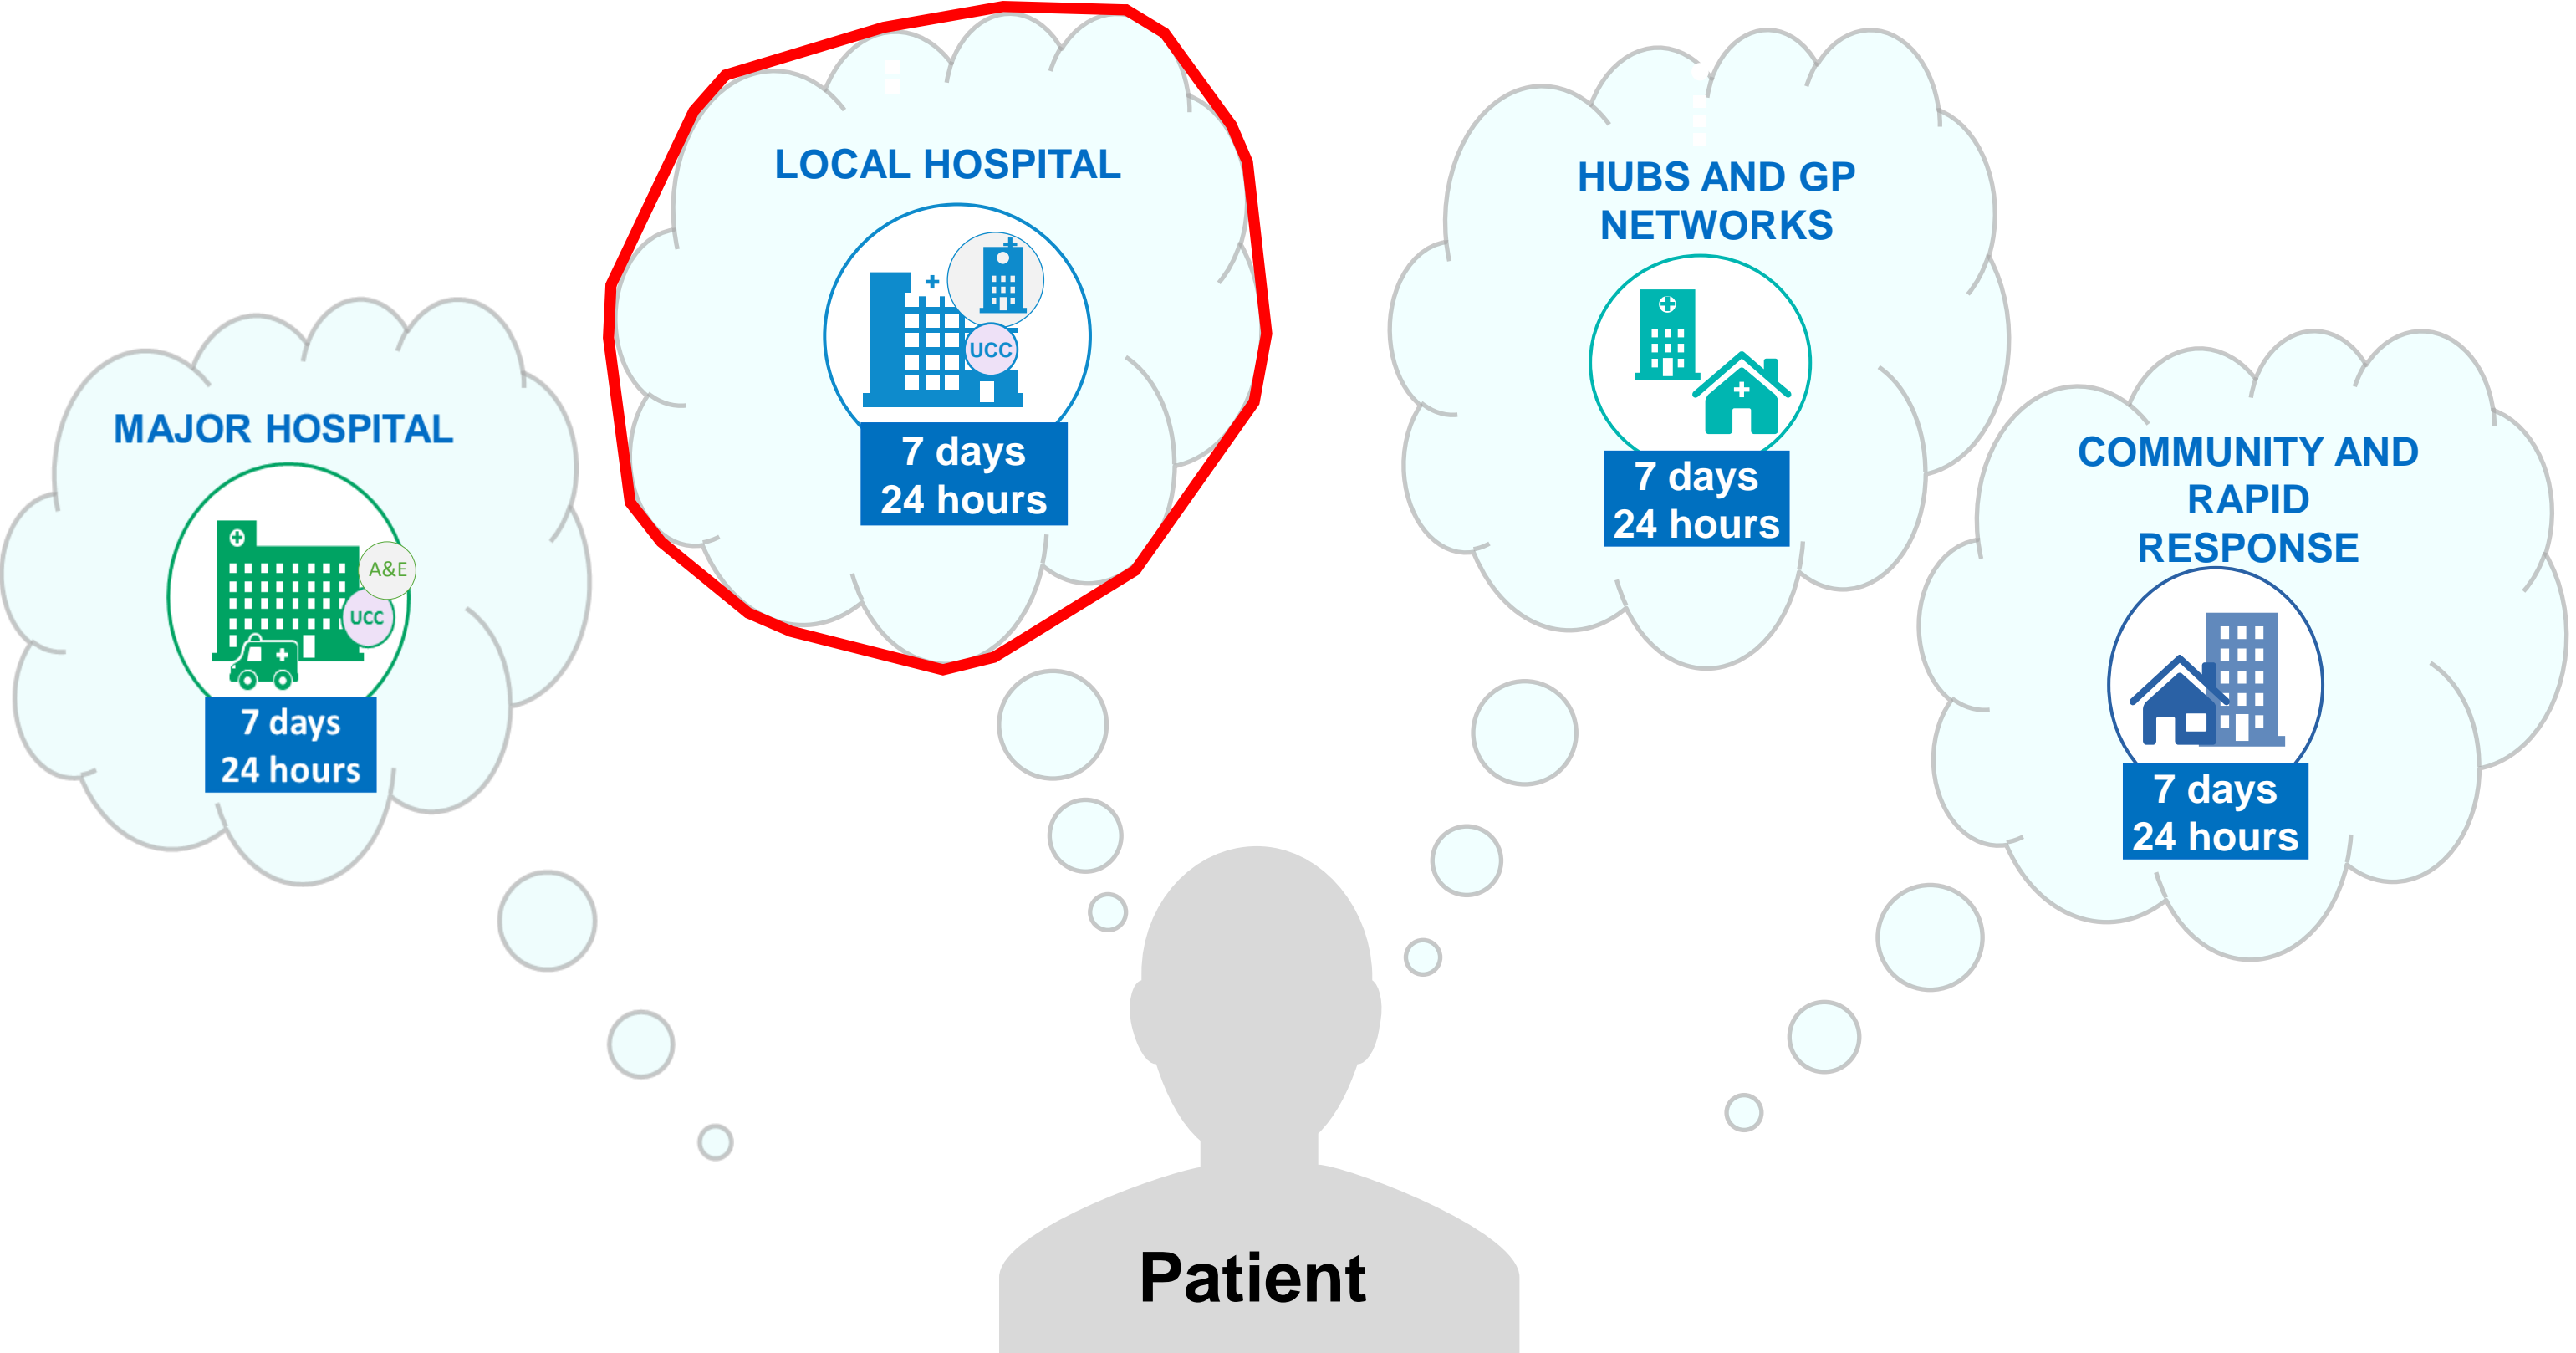 LOCAL HOSPITAL
UCC
7 days
24 hours
HUBS AND GP
NETWORKS
7 days
24 hours
MAJOR HOSPITAL
A&E
UCC
7 days
24 hours
COMMUNITY AND
RAPID
RESPONSE
7 days
24 hours
Patient